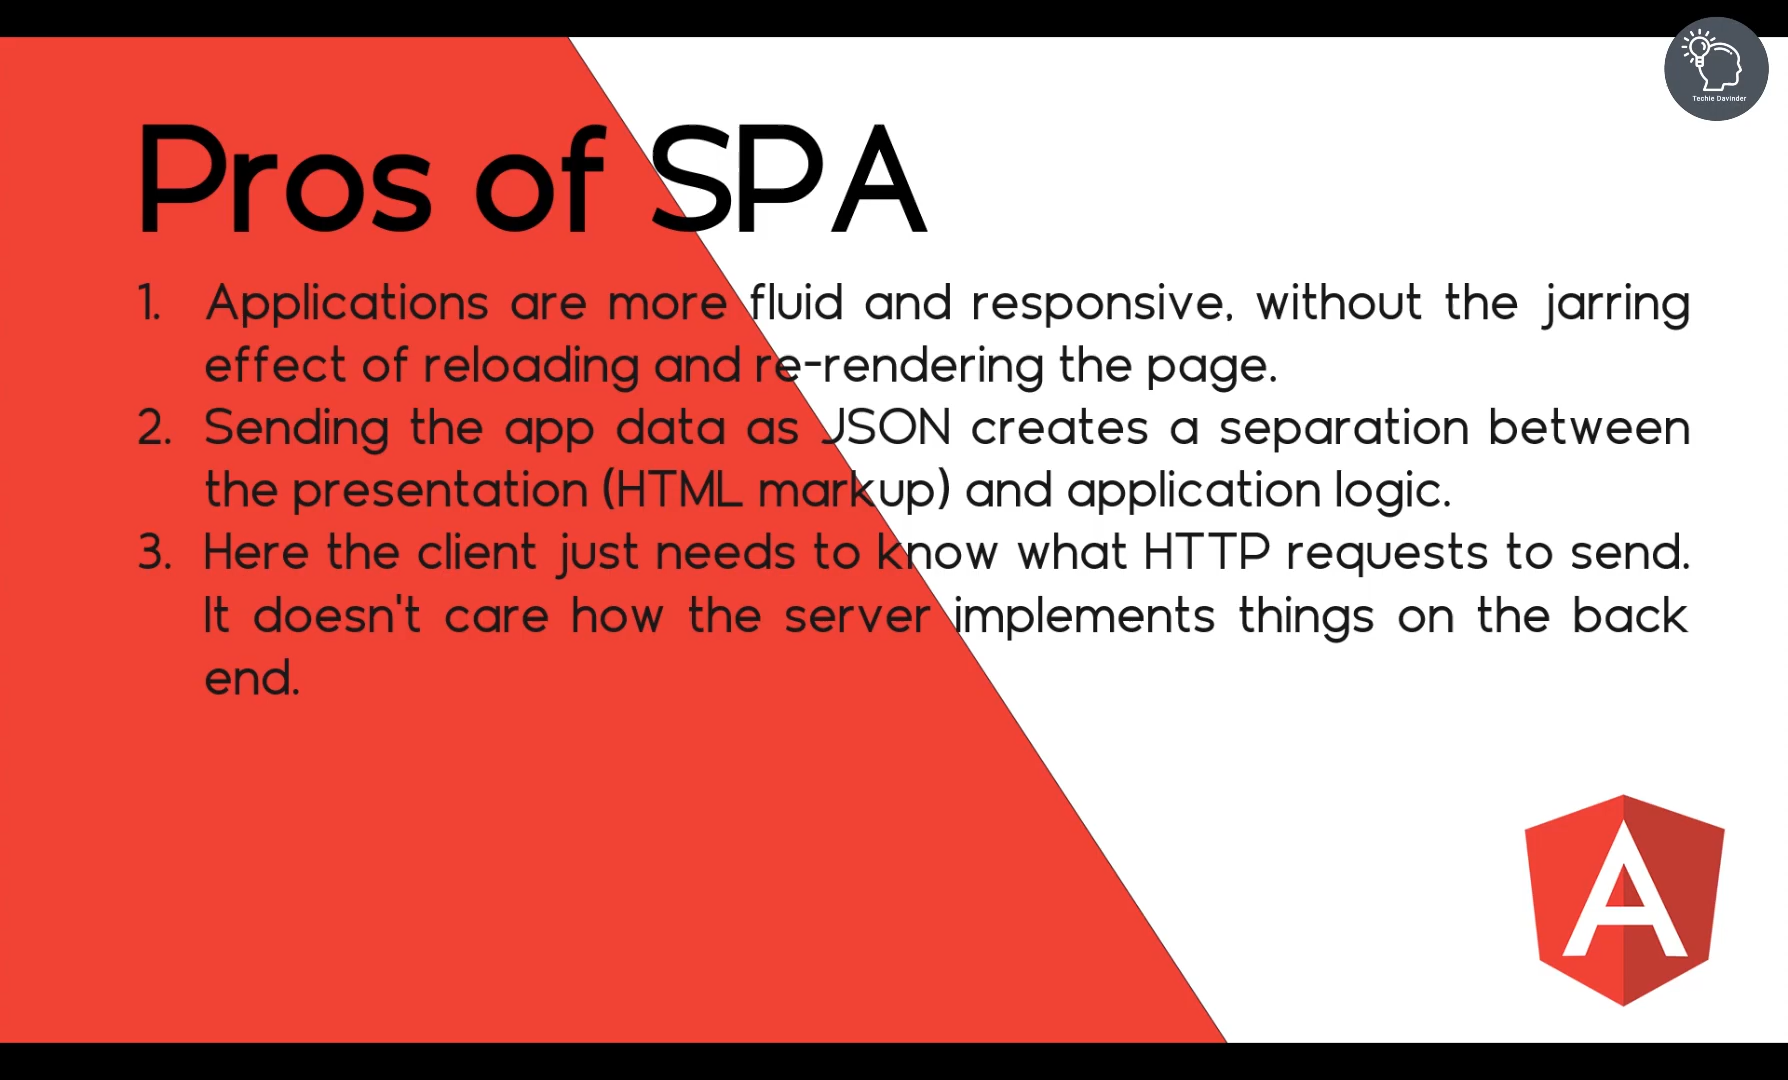 Techie Davinder
Pros of SPA
1. Applications are more fluid and responsive, without the jarring
effect of reloading and re-rendering the page.
2. Sending the app data as JSON creates a separation between
the presentation (HTML markup) and application logic.
3. Here the client just needs to know what HTTP requests to send.
It doesn't care how the server implements things on the back
end.
A